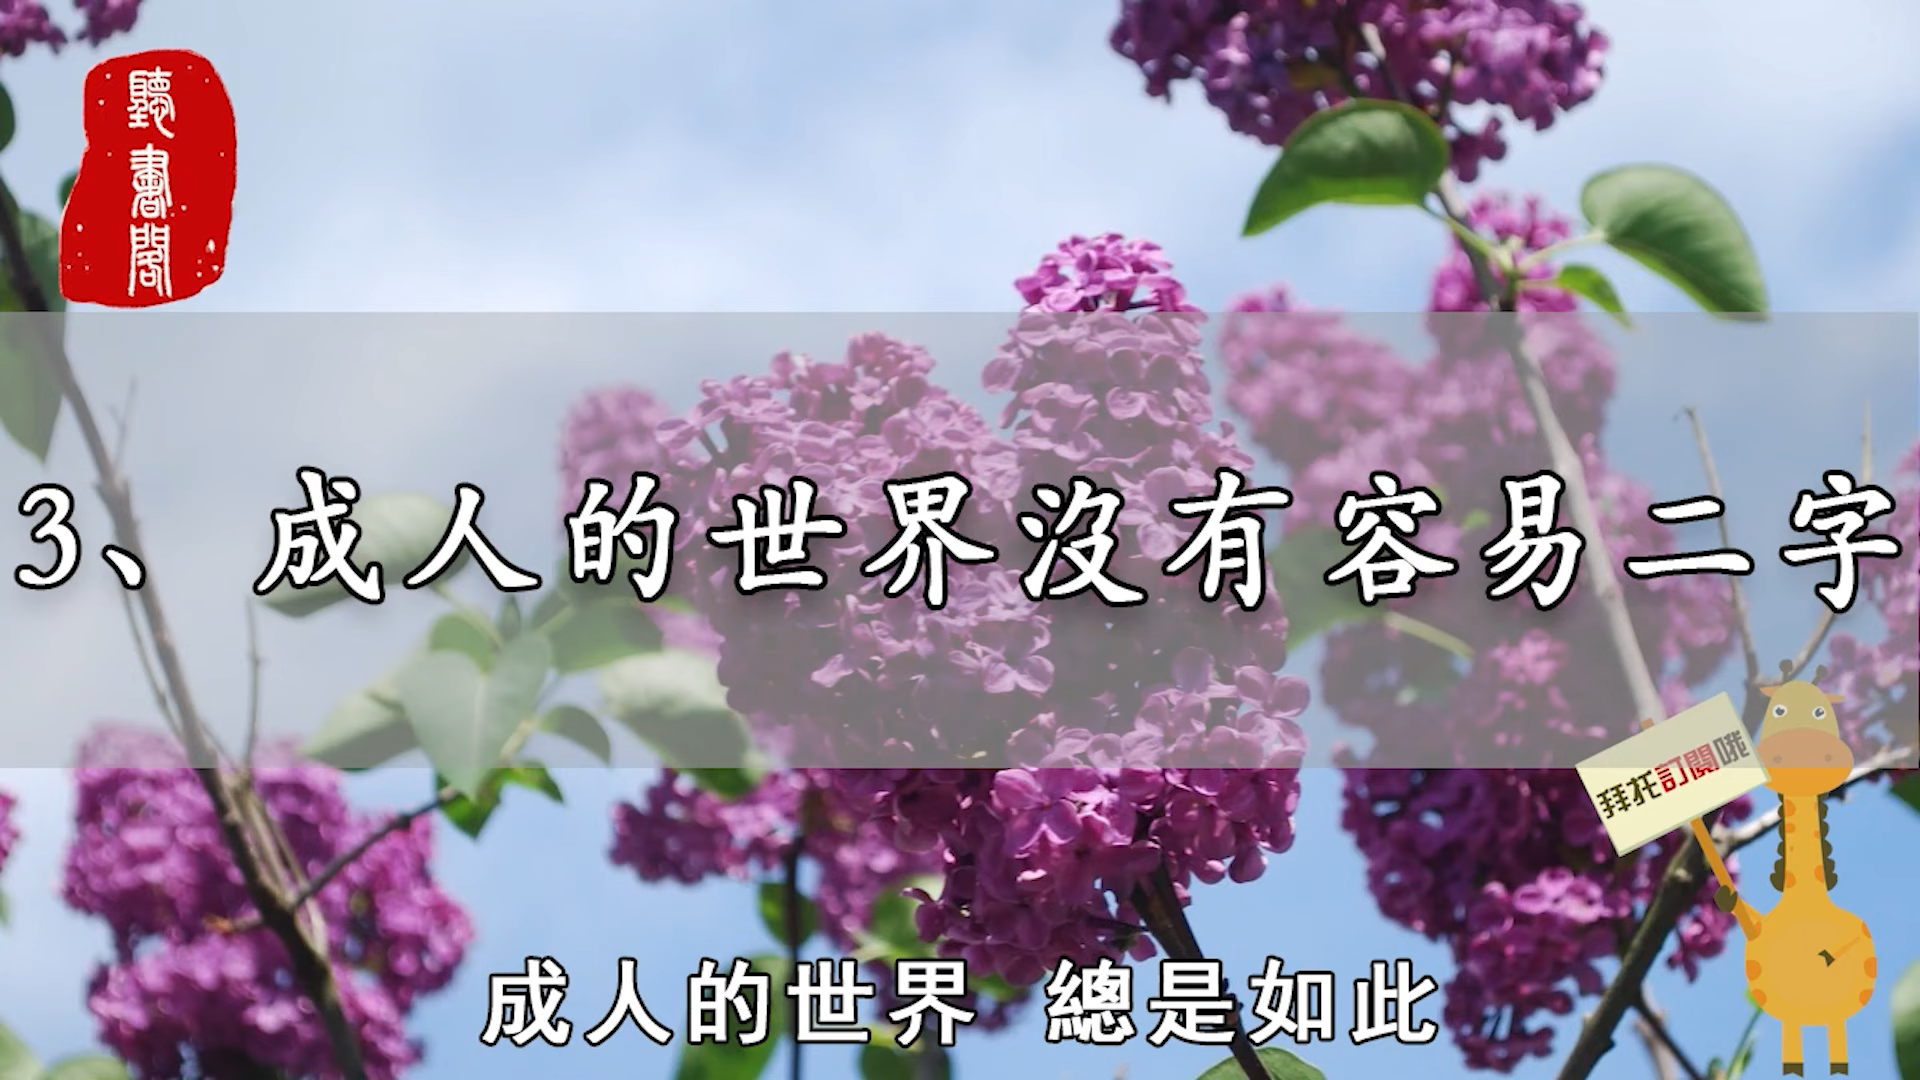 聽書閣
3、成人的世界沒有容易二字
拜托訂閱哦
成人的世界 總是如此